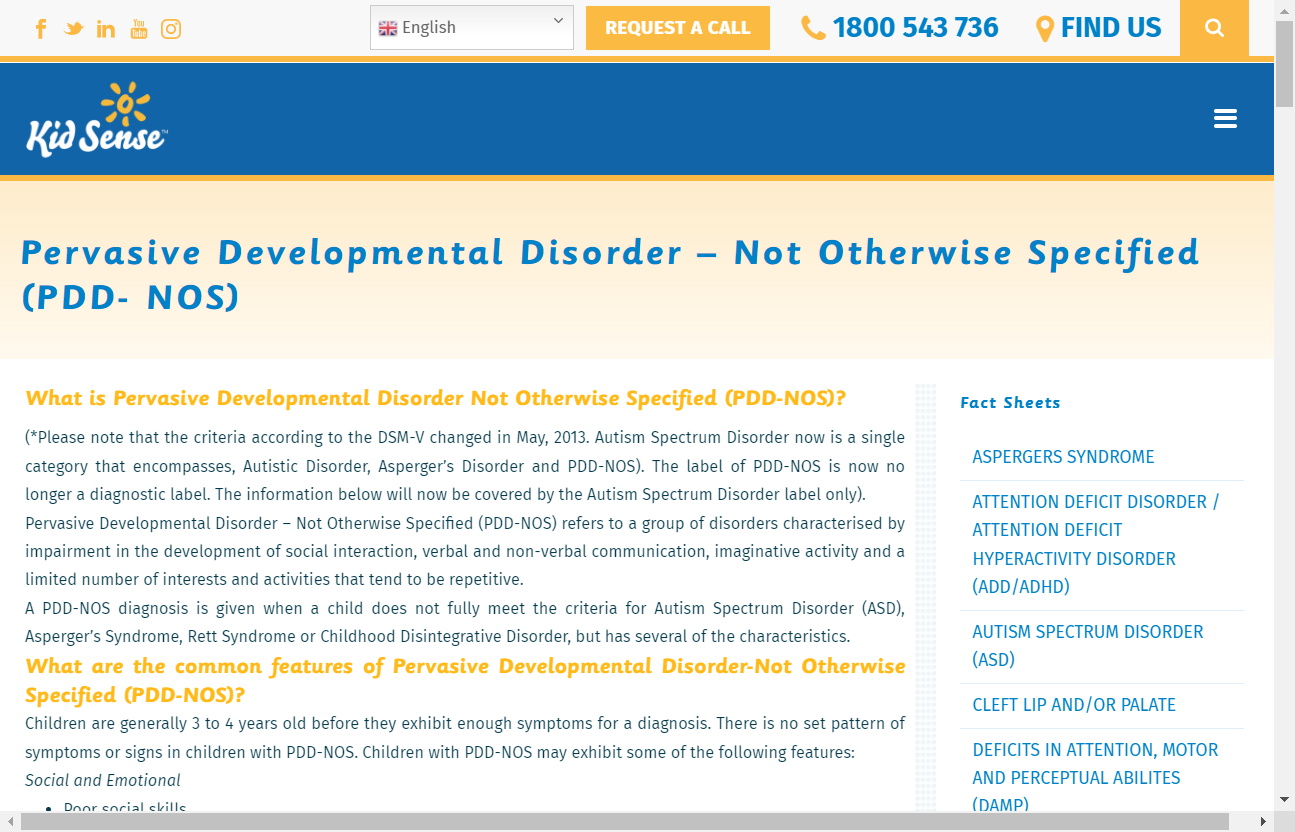 English
REQUEST A CALL
1800 543 736
FIND US
Kid Sense™
Pervasive Developmental Disorder – Not Otherwise Specified
(PDD- NOS)
What is Pervasive Developmental Disorder Not Otherwise Specified (PDD-NOS)?
(*Please note that the criteria according to the DSM-V changed in May, 2013. Autism Spectrum Disorder now is a single
category that encompasses, Autistic Disorder, Asperger’s Disorder and PDD-NOS). The label of PDD-NOS is now no
longer a diagnostic label. The information below will now be covered by the Autism Spectrum Disorder label only).
Pervasive Developmental Disorder – Not Otherwise Specified (PDD-NOS) refers to a group of disorders characterised by
impairment in the development of social interaction, verbal and non-verbal communication, imaginative activity and a
limited number of interests and activities that tend to be repetitive.
A PDD-NOS diagnosis is given when a child does not fully meet the criteria for Autism Spectrum Disorder (ASD),
Asperger’s Syndrome, Rett Syndrome or Childhood Disintegrative Disorder, but has several of the characteristics.
What are the common features of Pervasive Developmental Disorder-Not Otherwise
Specified (PDD-NOS)?
Children are generally 3 to 4 years old before they exhibit enough symptoms for a diagnosis. There is no set pattern of
symptoms or signs in children with PDD-NOS. Children with PDD-NOS may exhibit some of the following features:
Social and Emotional
• Poor social skills
Fact Sheets
ASPERGERS SYNDROME
ATTENTION DEFICIT DISORDER /
ATTENTION DEFICIT
HYPERACTIVITY DISORDER
(ADD/ADHD)
AUTISM SPECTRUM DISORDER
(ASD)
CLEFT LIP AND/OR PALATE
DEFICITS IN ATTENTION, MOTOR
AND PERCEPTUAL ABILITES
(DAMP)